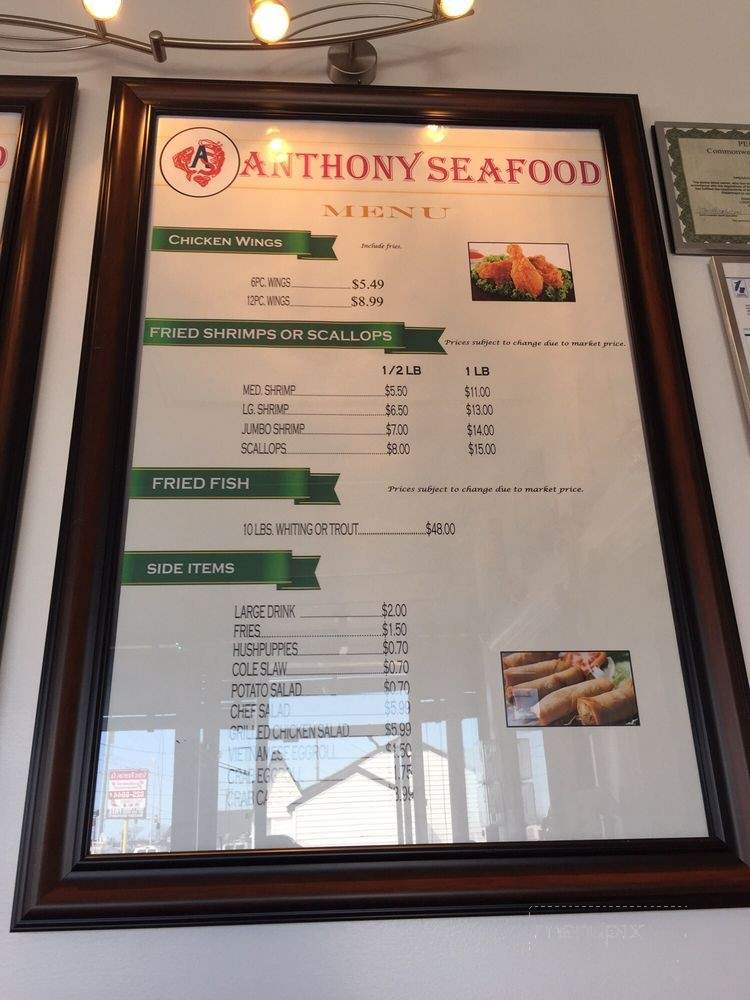 A
ANTHONY SEAFOOD
MENU
CHICKEN WINGS Include fries.
6PC. WINGS $5.49
12PC. WINGS $8.99
FRIED SHRIMPS OR SCALLOPS Prices subject to change due to market price.
1/2 LB 1 LB
MED. SHRIMP $5.50 $11.00
LG. SHRIMP $6.50 $13.00
JUMBO SHRIMP $7.00 $14.00
SCALLOPS $8.00 $15.00
FRIED FISH Prices subject to change due to market price.
10 LBS. WHITING OR TROUT $48.00
SIDE ITEMS
LARGE DRINK $2.00
FRIES $1.50
HUSHPUPPIES $0.70
COLE SLAW $0.70
POTATO SALAD $0.70
CHEF SALAD $5.99
GRILLED CHICKEN SALAD $5.99
VIETNAMESE EGGROLL $1.50
CRAB
CRAB
menupix